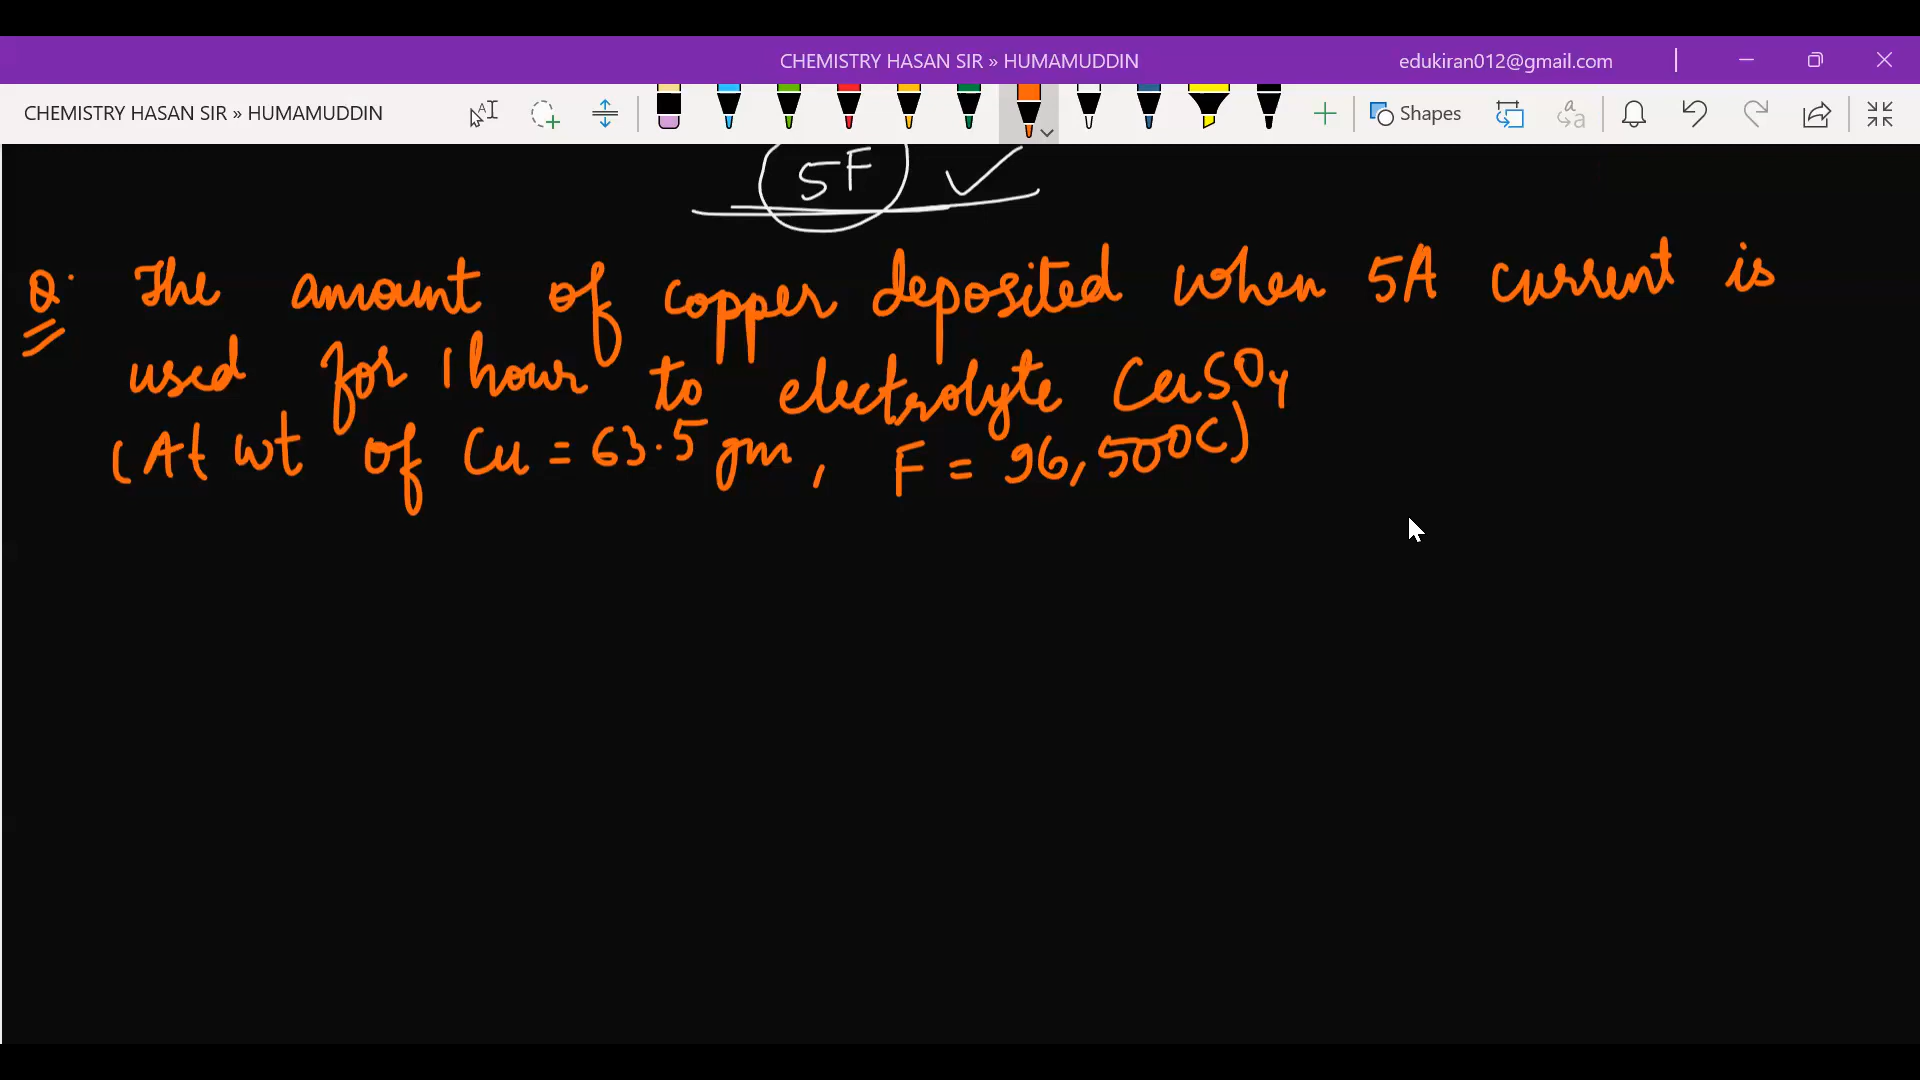 CHEMISTRY HASAN SIR » HUMAMUDDIN
edukiran012@gmail.com
CHEMISTRY HASAN SIR » HUMAMUDDIN
Shapes
5F ✓
Q. The amount of copper deposited when 5A current is
used for 1 hour to electrolyte CuSO4
(At wt of Cu = 63.5 gm, F = 96,500C)